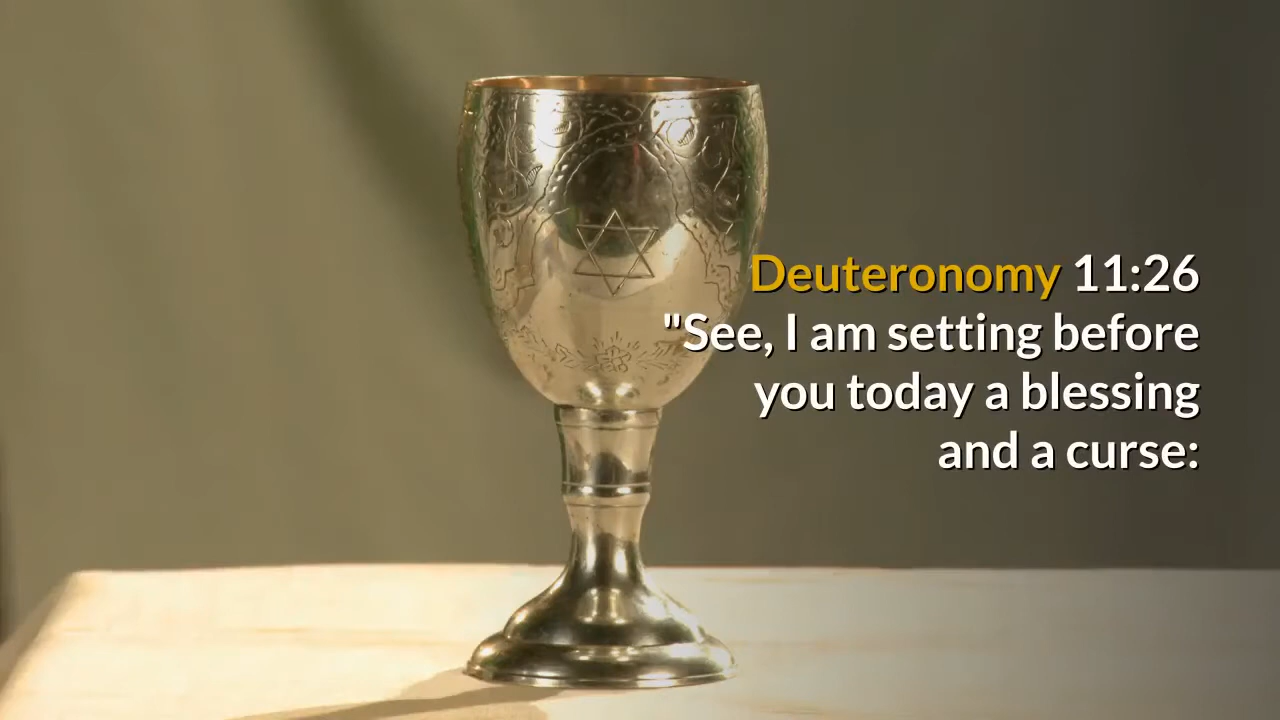 Deuteronomy 11:26
"See, I am setting before
you today a blessing
and a curse: